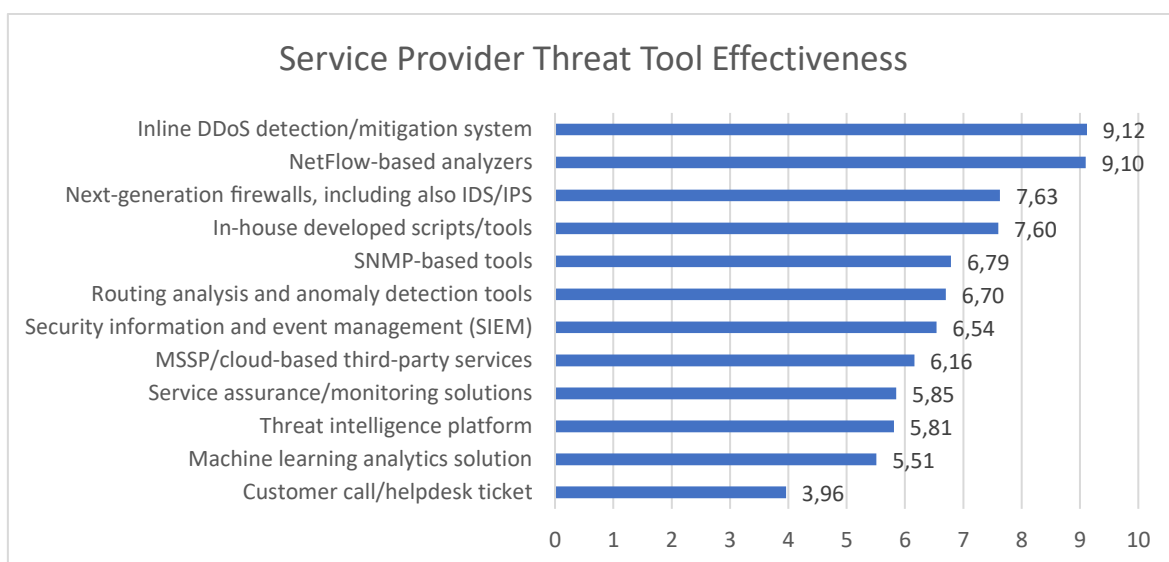 Service Provider Threat Tool Effectiveness
Inline DDoS detection/mitigation system 9,12
NetFlow-based analyzers 9,10
Next-generation firewalls, including also IDS/IPS 7,63
In-house developed scripts/tools 7,60
SNMP-based tools 6,79
Routing analysis and anomaly detection tools 6,70
Security information and event management (SIEM) 6,54
MSSP/cloud-based third-party services 6,16
Service assurance/monitoring solutions 5,85
Threat intelligence platform 5,81
Machine learning analytics solution 5,51
Customer call/helpdesk ticket 3,96
0 1 2 3 4 5 6 7 8 9 10